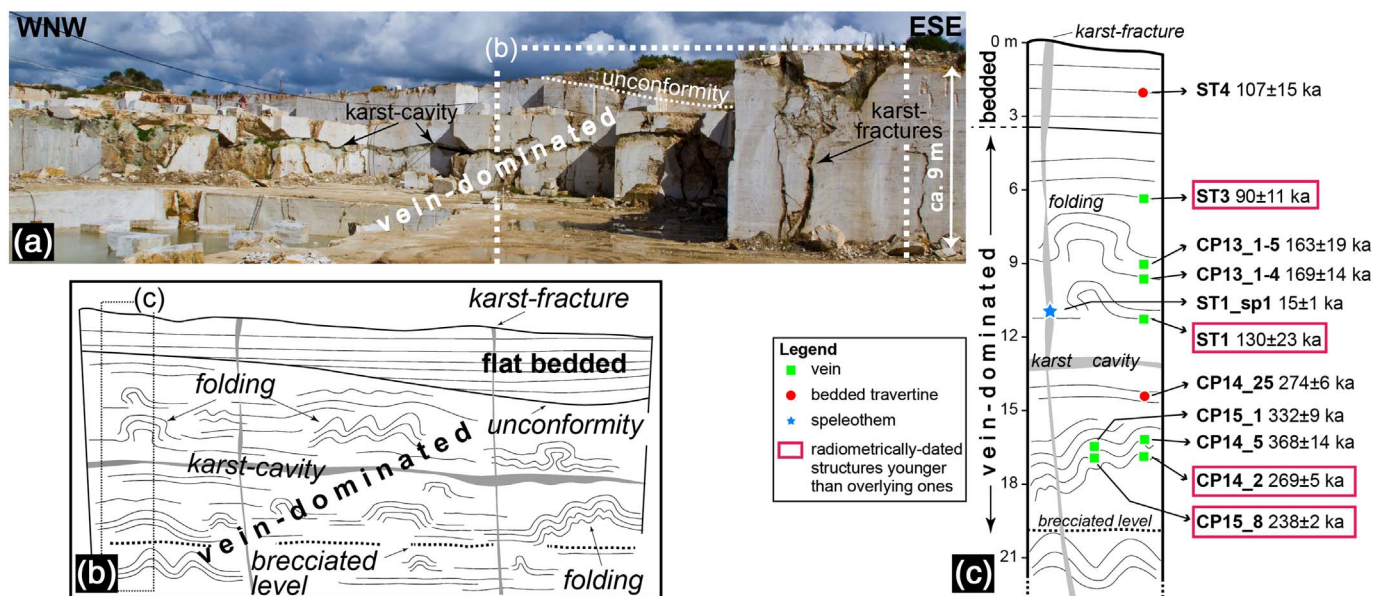 WNW
ESE
(b)
unconformity
karst-cavity
karst-
fractures
vein-dominated
ca. 9 m
(a)
(c)
karst-fracture
flat bedded
folding
unconformity
karst-cavity
vein-dominated
brecciated
level
folding
(b)
Legend
vein
bedded travertine
speleothem
radiometrically-dated
structures younger
than overlying ones
karst-fracture
0 m
3
6
9
12
15
18
21
bedded
vein-dominated
folding
karst cavity
brecciated level
ST4 107±15 ka
ST3 90±11 ka
CP13_1-5 163±19 ka
CP13_1-4 169±14 ka
ST1_sp1 15±1 ka
ST1 130±23 ka
CP14_25 274±6 ka
CP15_1 332±9 ka
CP14_5 368±14 ka
CP14_2 269±5 ka
CP15_8 238±2 ka
(c)